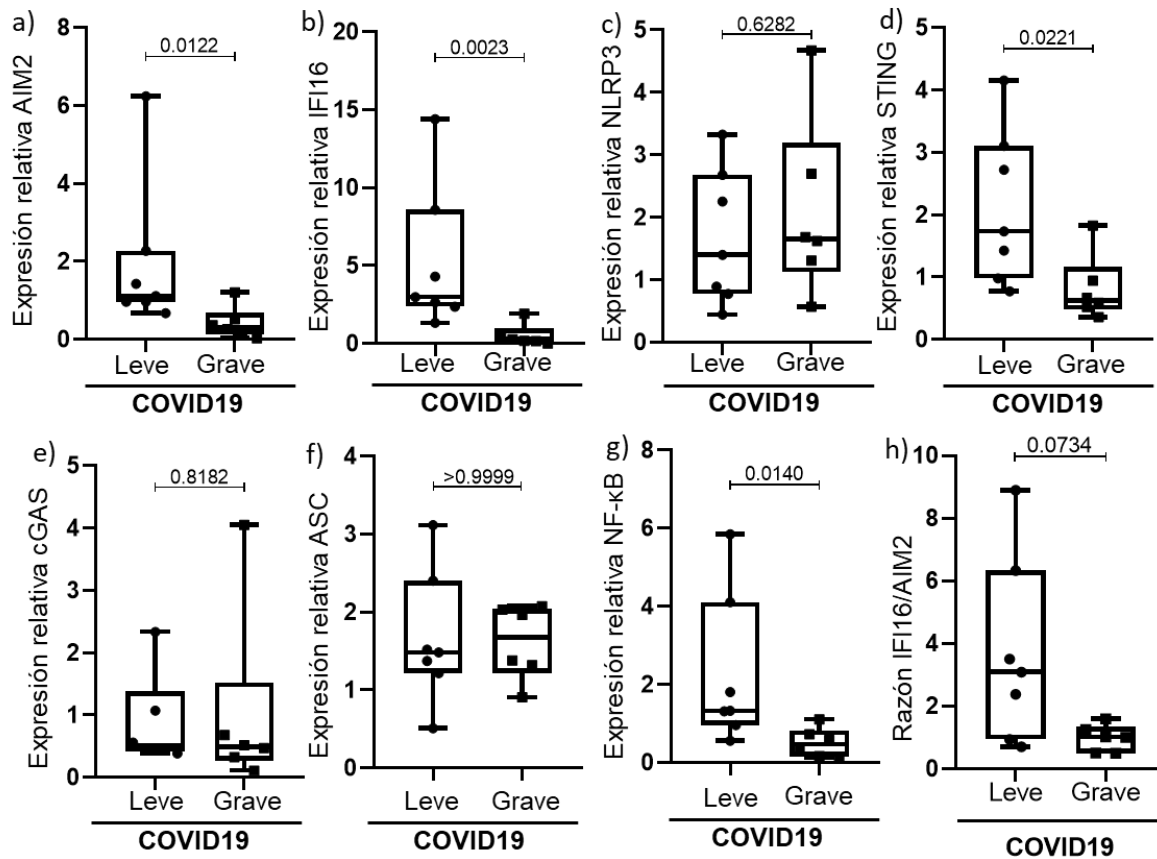 a)
0.0122
Expresión relativa AIM2
8
6
4
2
0
Leve Grave
COVID19
b)
0.0023
Expresión relativa IFI16
20
15
10
5
0
Leve Grave
COVID19
c)
0.6282
Expresión relativa NLRP3
5
4
3
2
1
0
Leve Grave
COVID19
d)
0.0221
Expresión relativa STING
5
4
3
2
1
0
Leve Grave
COVID19
e)
0.8182
Expresión relativa cGAS
5
4
3
2
1
0
Leve Grave
COVID19
f)
>0.9999
Expresión relativa ASC
4
3
2
1
0
Leve Grave
COVID19
g)
0.0140
Expresión relativa NF-κB
8
6
4
2
0
Leve Grave
COVID19
h)
0.0734
Razón IFI16/AIM2
10
8
6
4
2
0
Leve Grave
COVID19